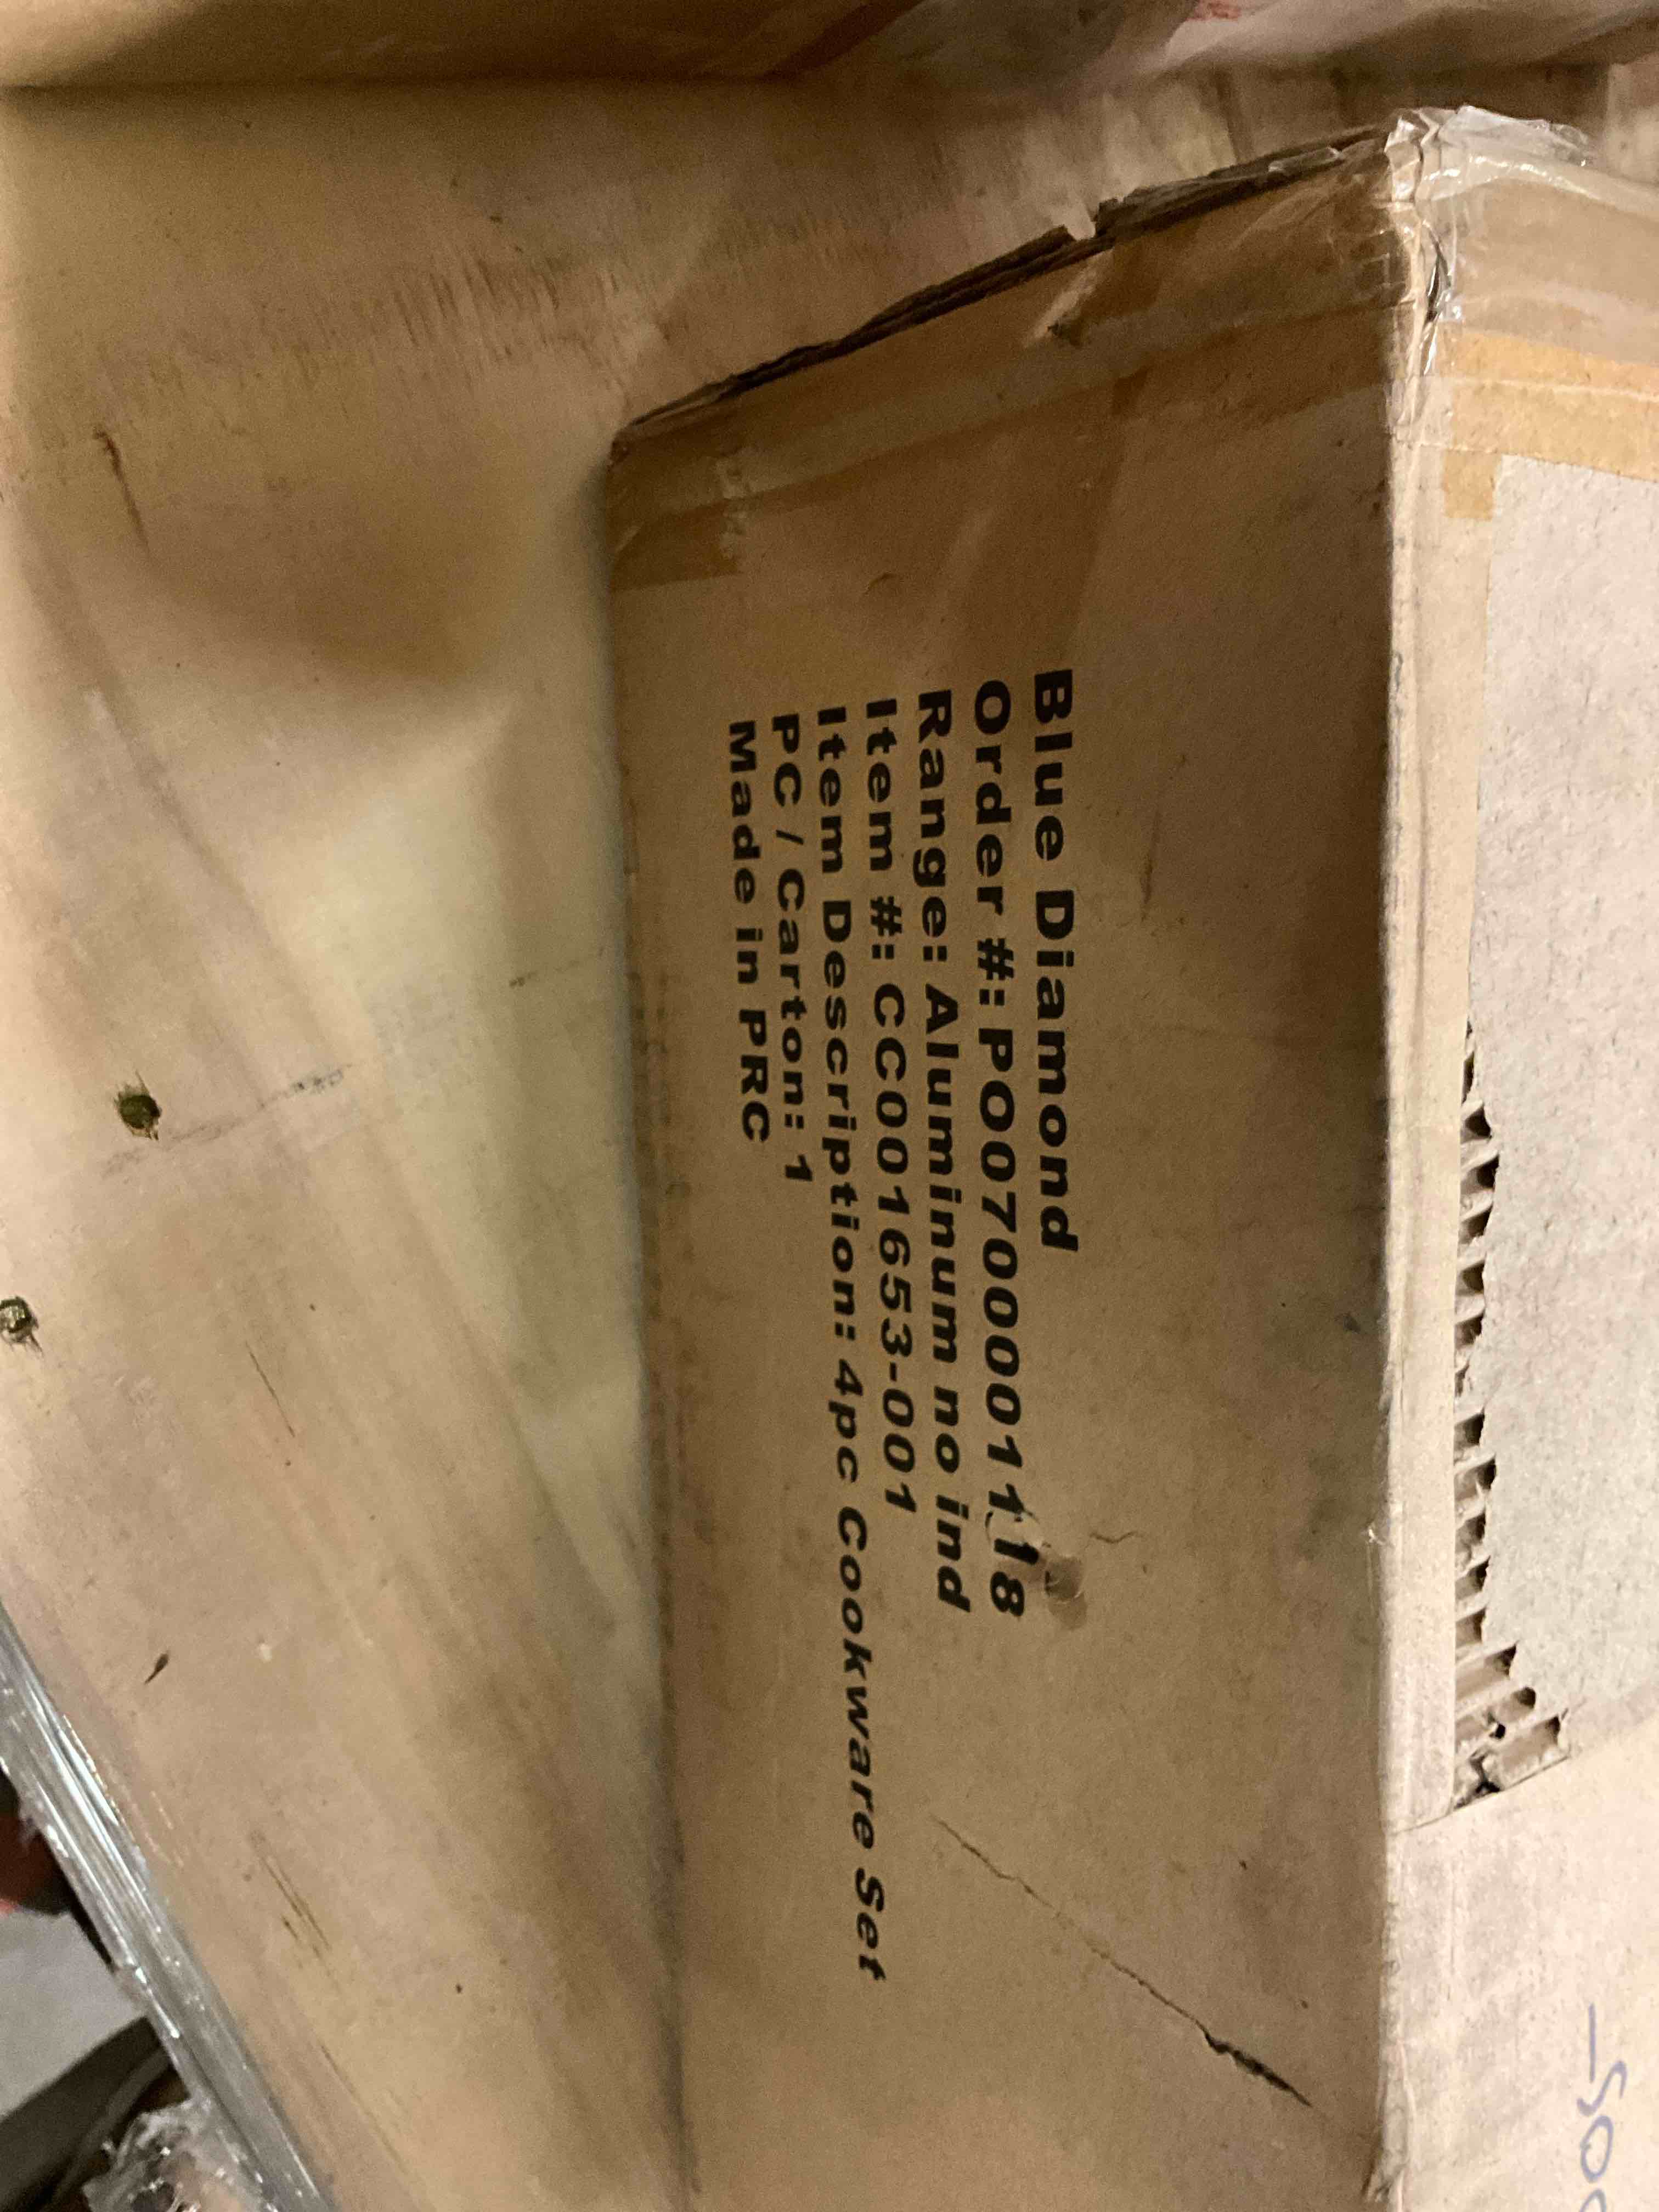 Blue Diamond
Order #: PO0070000001118
Range: Aluminum no ind
Item #: CC001653-001
Item Description: 4pc Cookware Set
PC / Carton: 1
Made in PRC